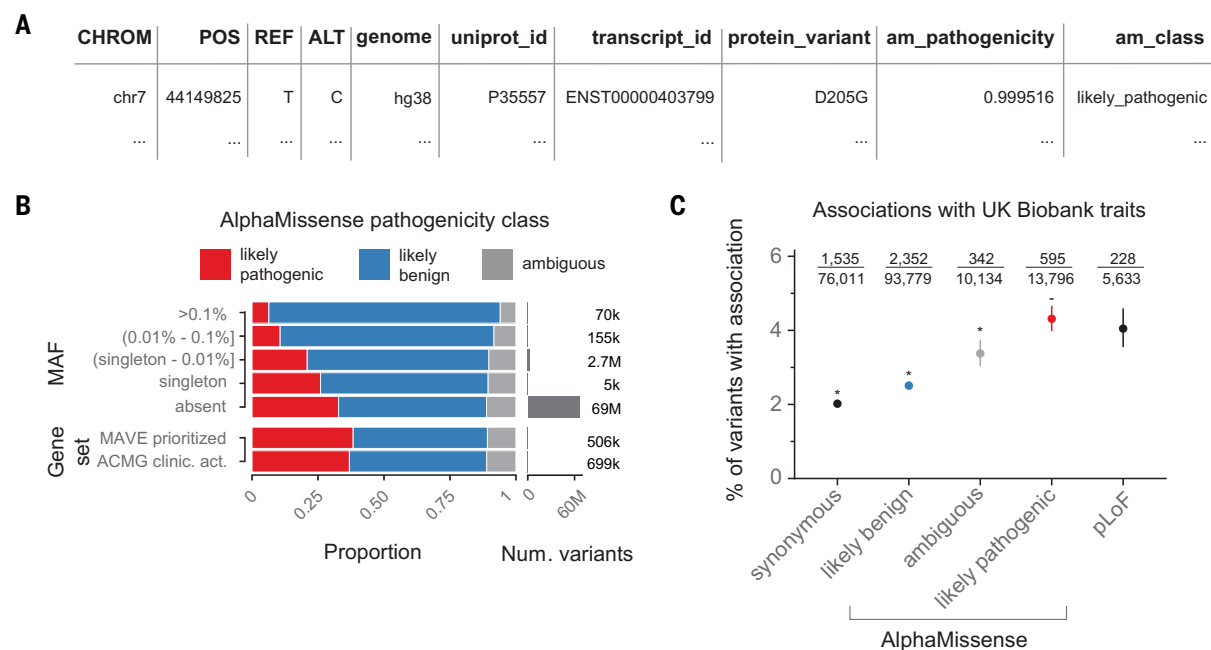 A
CHROM POS REF ALT genome uniprot_id transcript_id protein_variant am_pathogenicity am_class
chr7 44149825 T C hg38 P35557 ENST00000403799 D205G 0.999516 likely_pathogenic
... ... ... ... ... ... ... ... ... ...
B
AlphaMissense pathogenicity class
likely
pathogenic
likely
benign
ambiguous
MAF
>0.1% 70k
(0.01% - 0.1%] 155k
(singleton - 0.01%] 2.7M
singleton 5k
absent 69M
Gene
set
MAVE prioritized 506k
ACMG clinic. act. 699k
0 0.25 0.50 0.75 1 0 60M
Proportion Num. variants
C
Associations with UK Biobank traits
% of variants with association
6
4
2
0
1,535 2,352 342 595 228
76,011 93,779 10,134 13,796 5,633
* * * -
synonymous likely benign ambiguous likely pathogenic pLoF
AlphaMissense